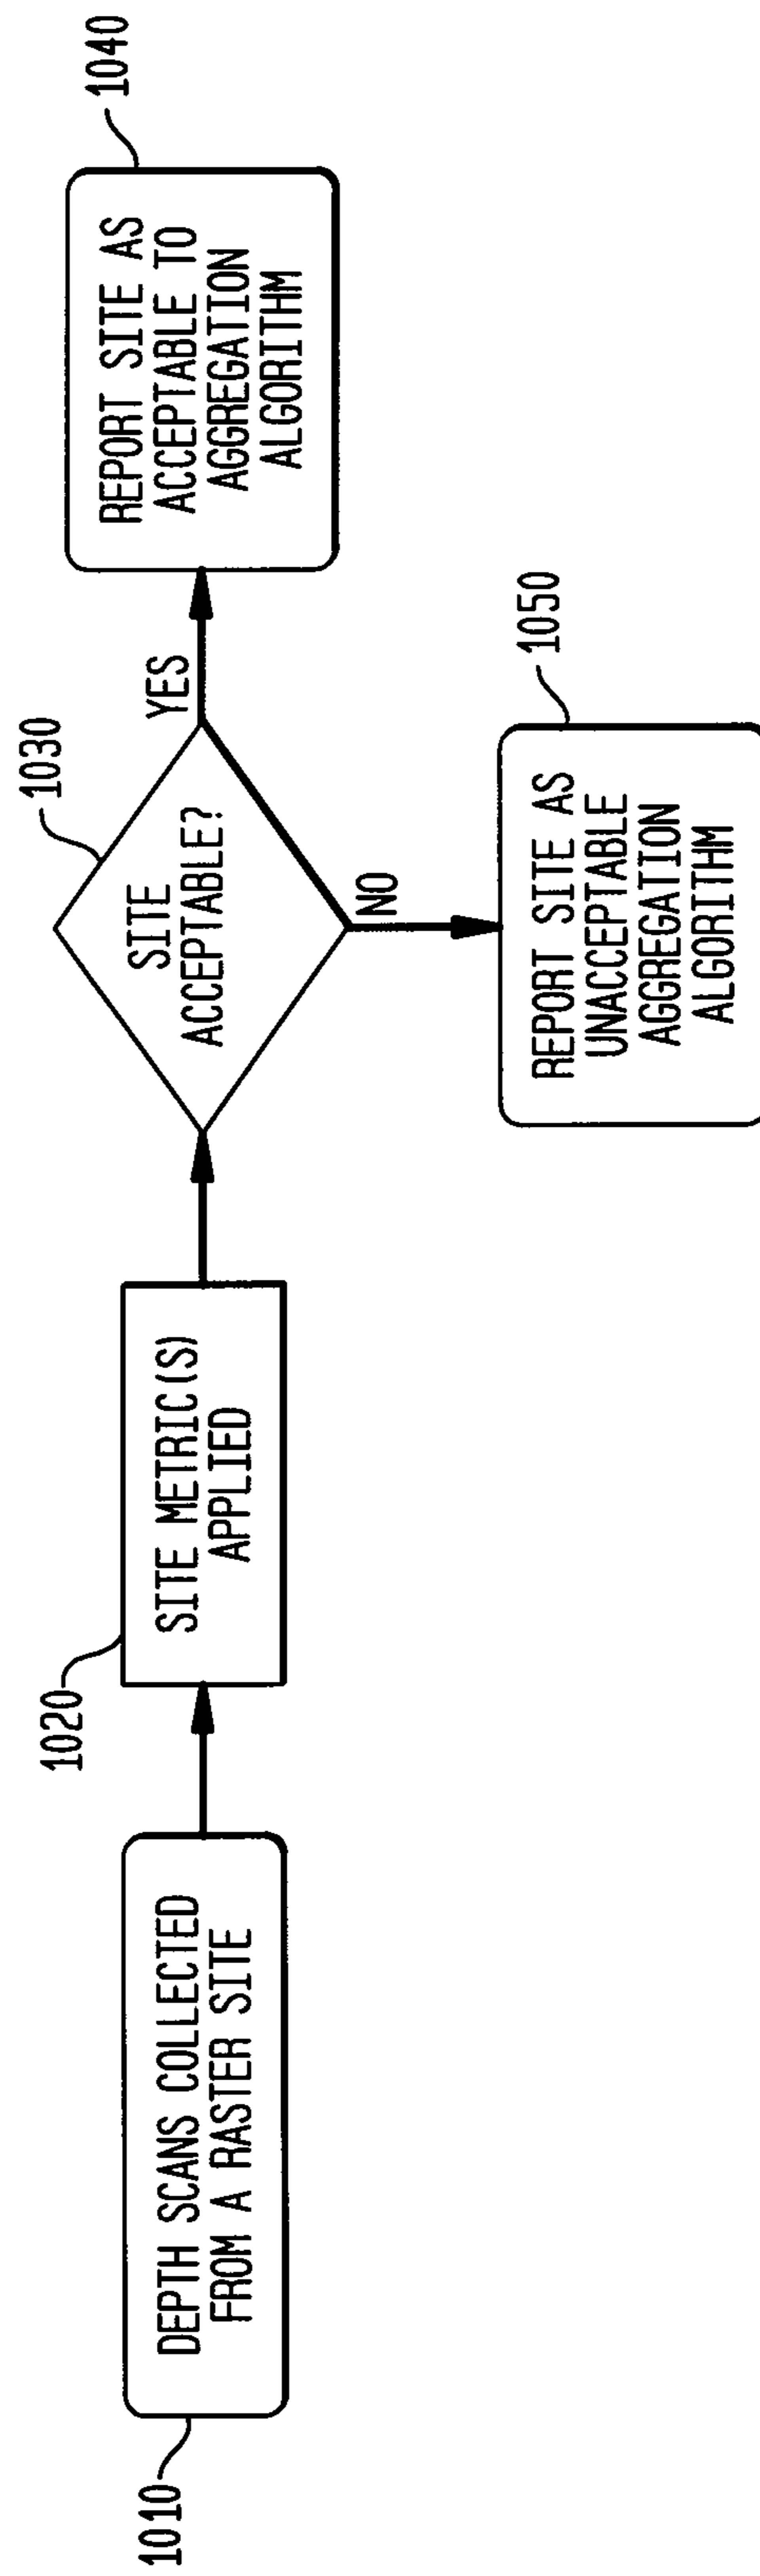 1010
DEPTH SCANS COLLECTED
FROM A RASTER SITE
1020
SITE METRIC(S)
APPLIED
1030
SITE
ACCEPTABLE?
YES
1040
REPORT SITE AS
ACCEPTABLE TO
AGGREGATION
ALGORITHM
NO
1050
REPORT SITE AS
UNACCEPTABLE
AGGREGATION
ALGORITHM